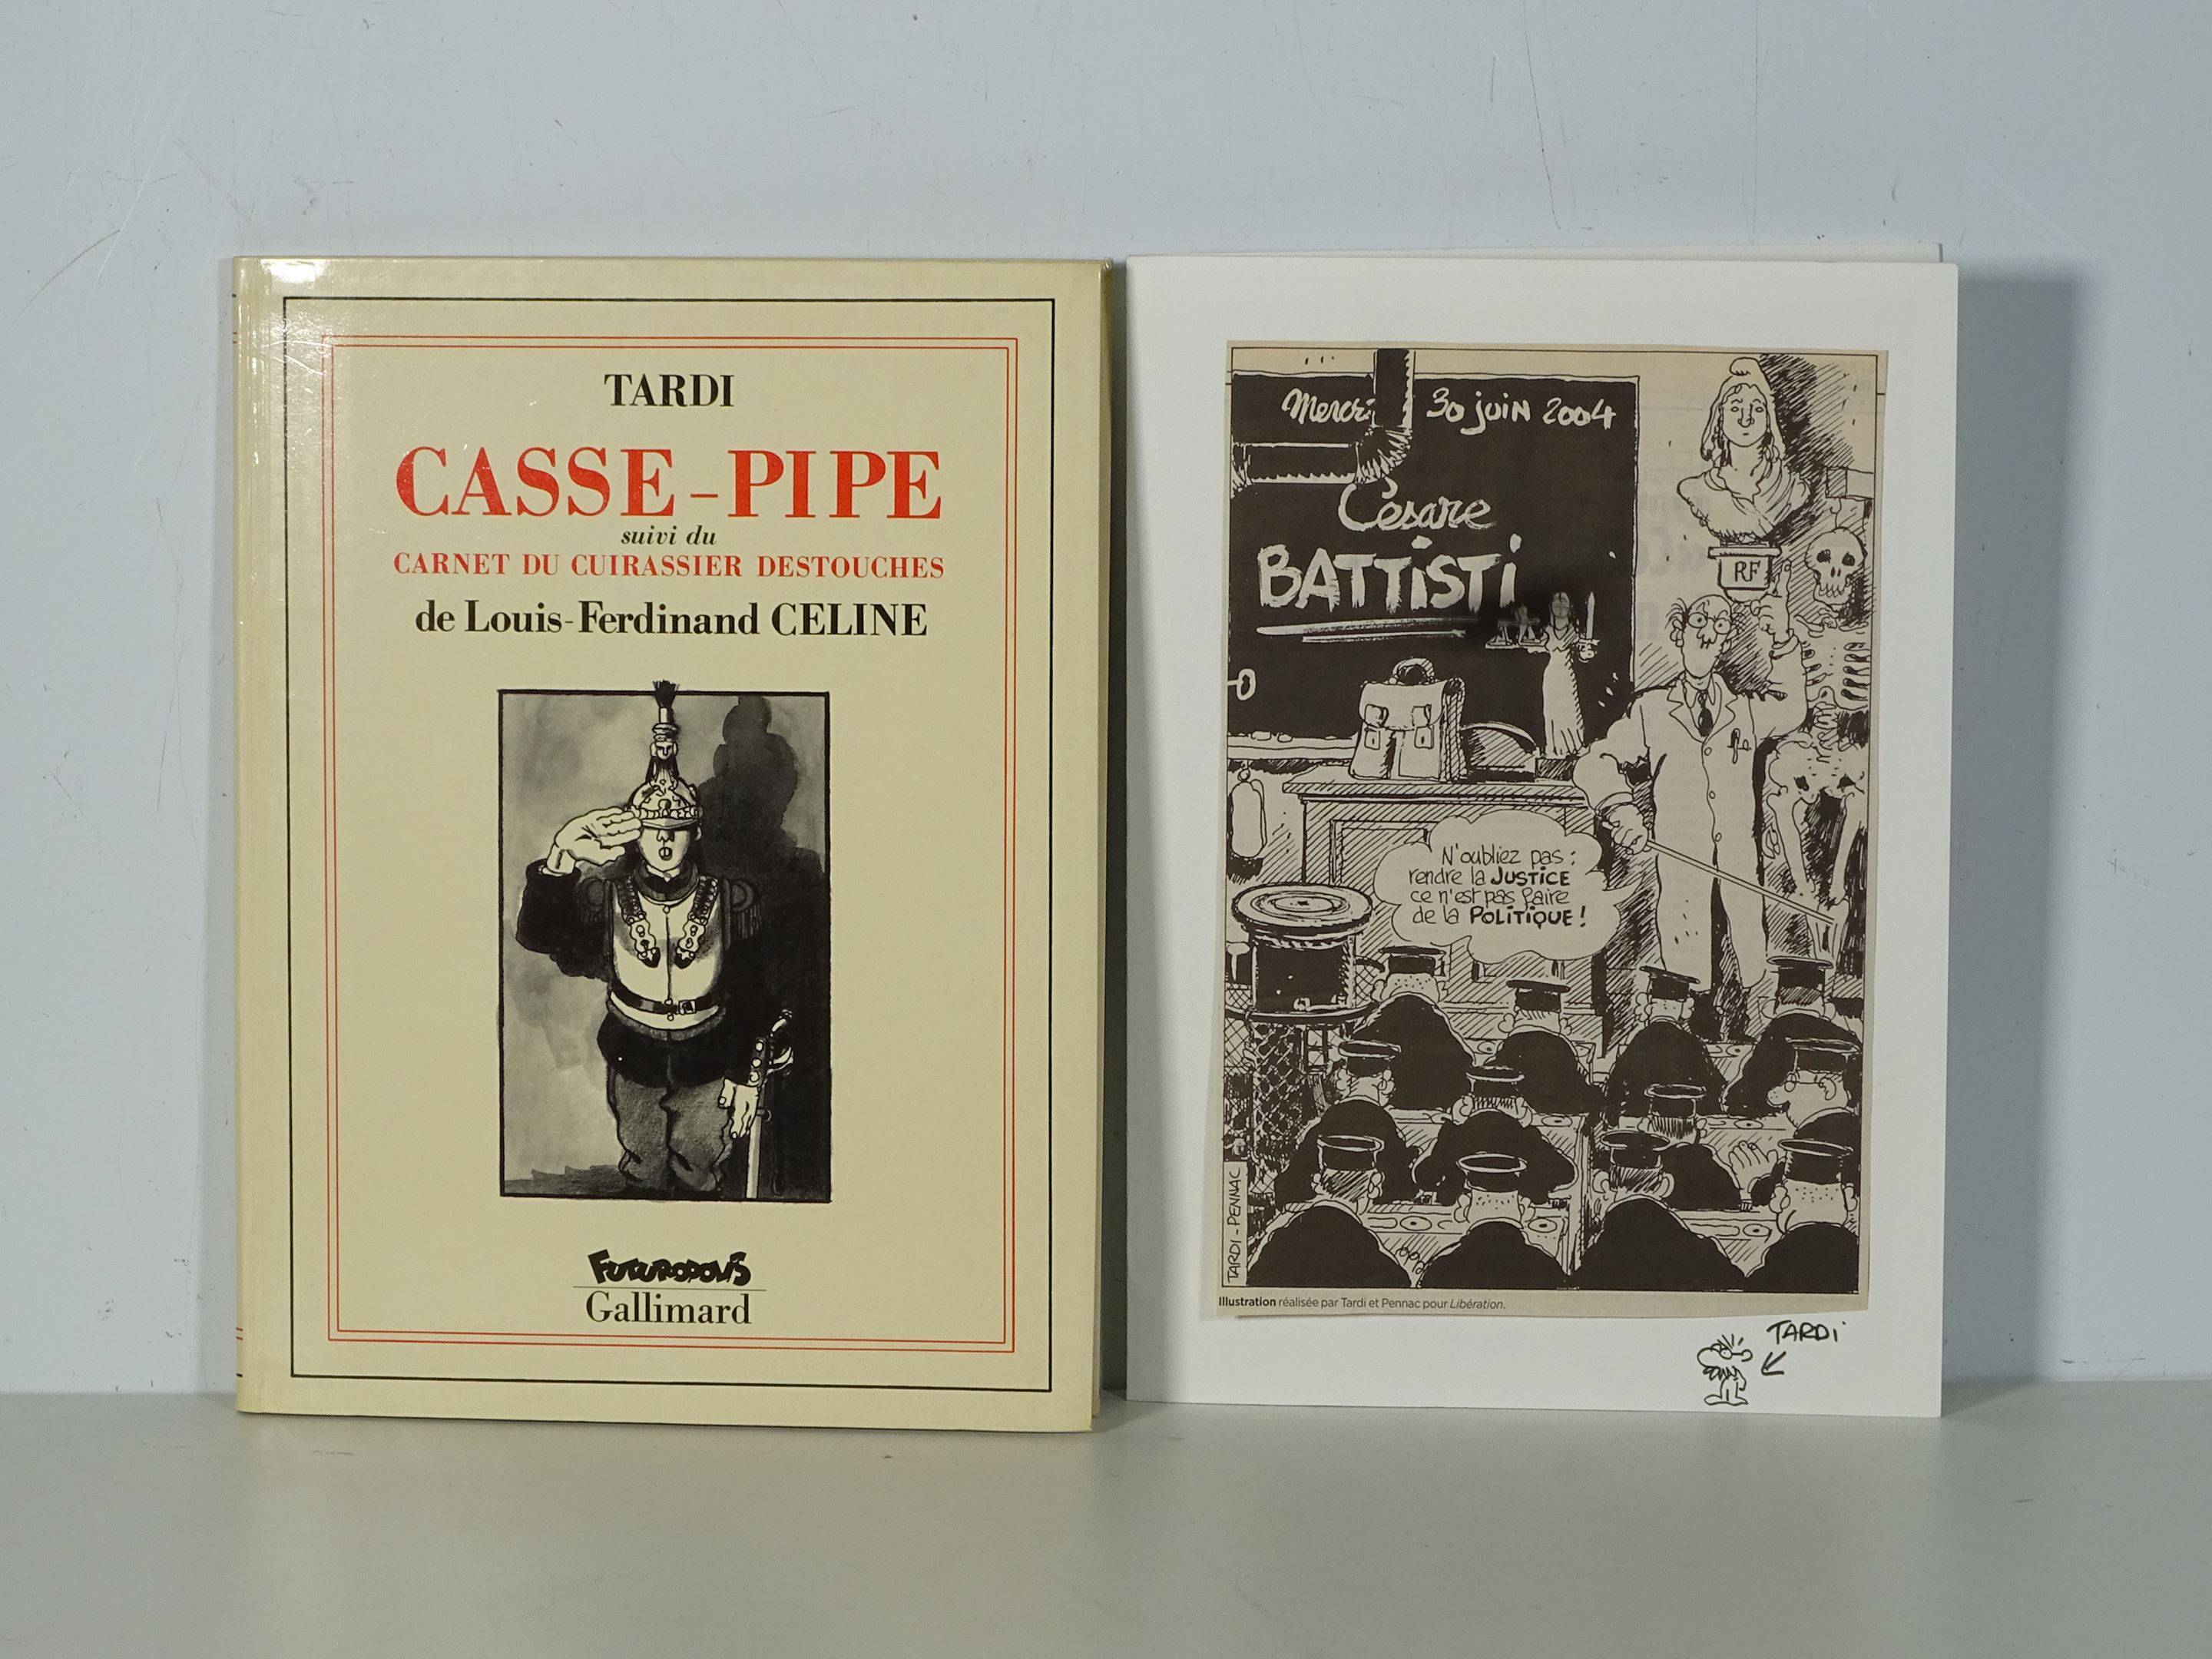 TARDI
CASSE-PIPE
suivi du
CARNET DU CUIRASSIER DESTOUCHES
de Louis-Ferdinand CELINE
FUTUROPOLIS
Gallimard
30 juin 2004
Césare
BATTiSTi
RF
N'oubliez pas :
rendre la JUSTiCE
ce n'est pas faire
de la POLiTiQUE !
TARDI - PENNAC
Illustration réalisée par Tardi et Pennac pour Libération.
TARDi